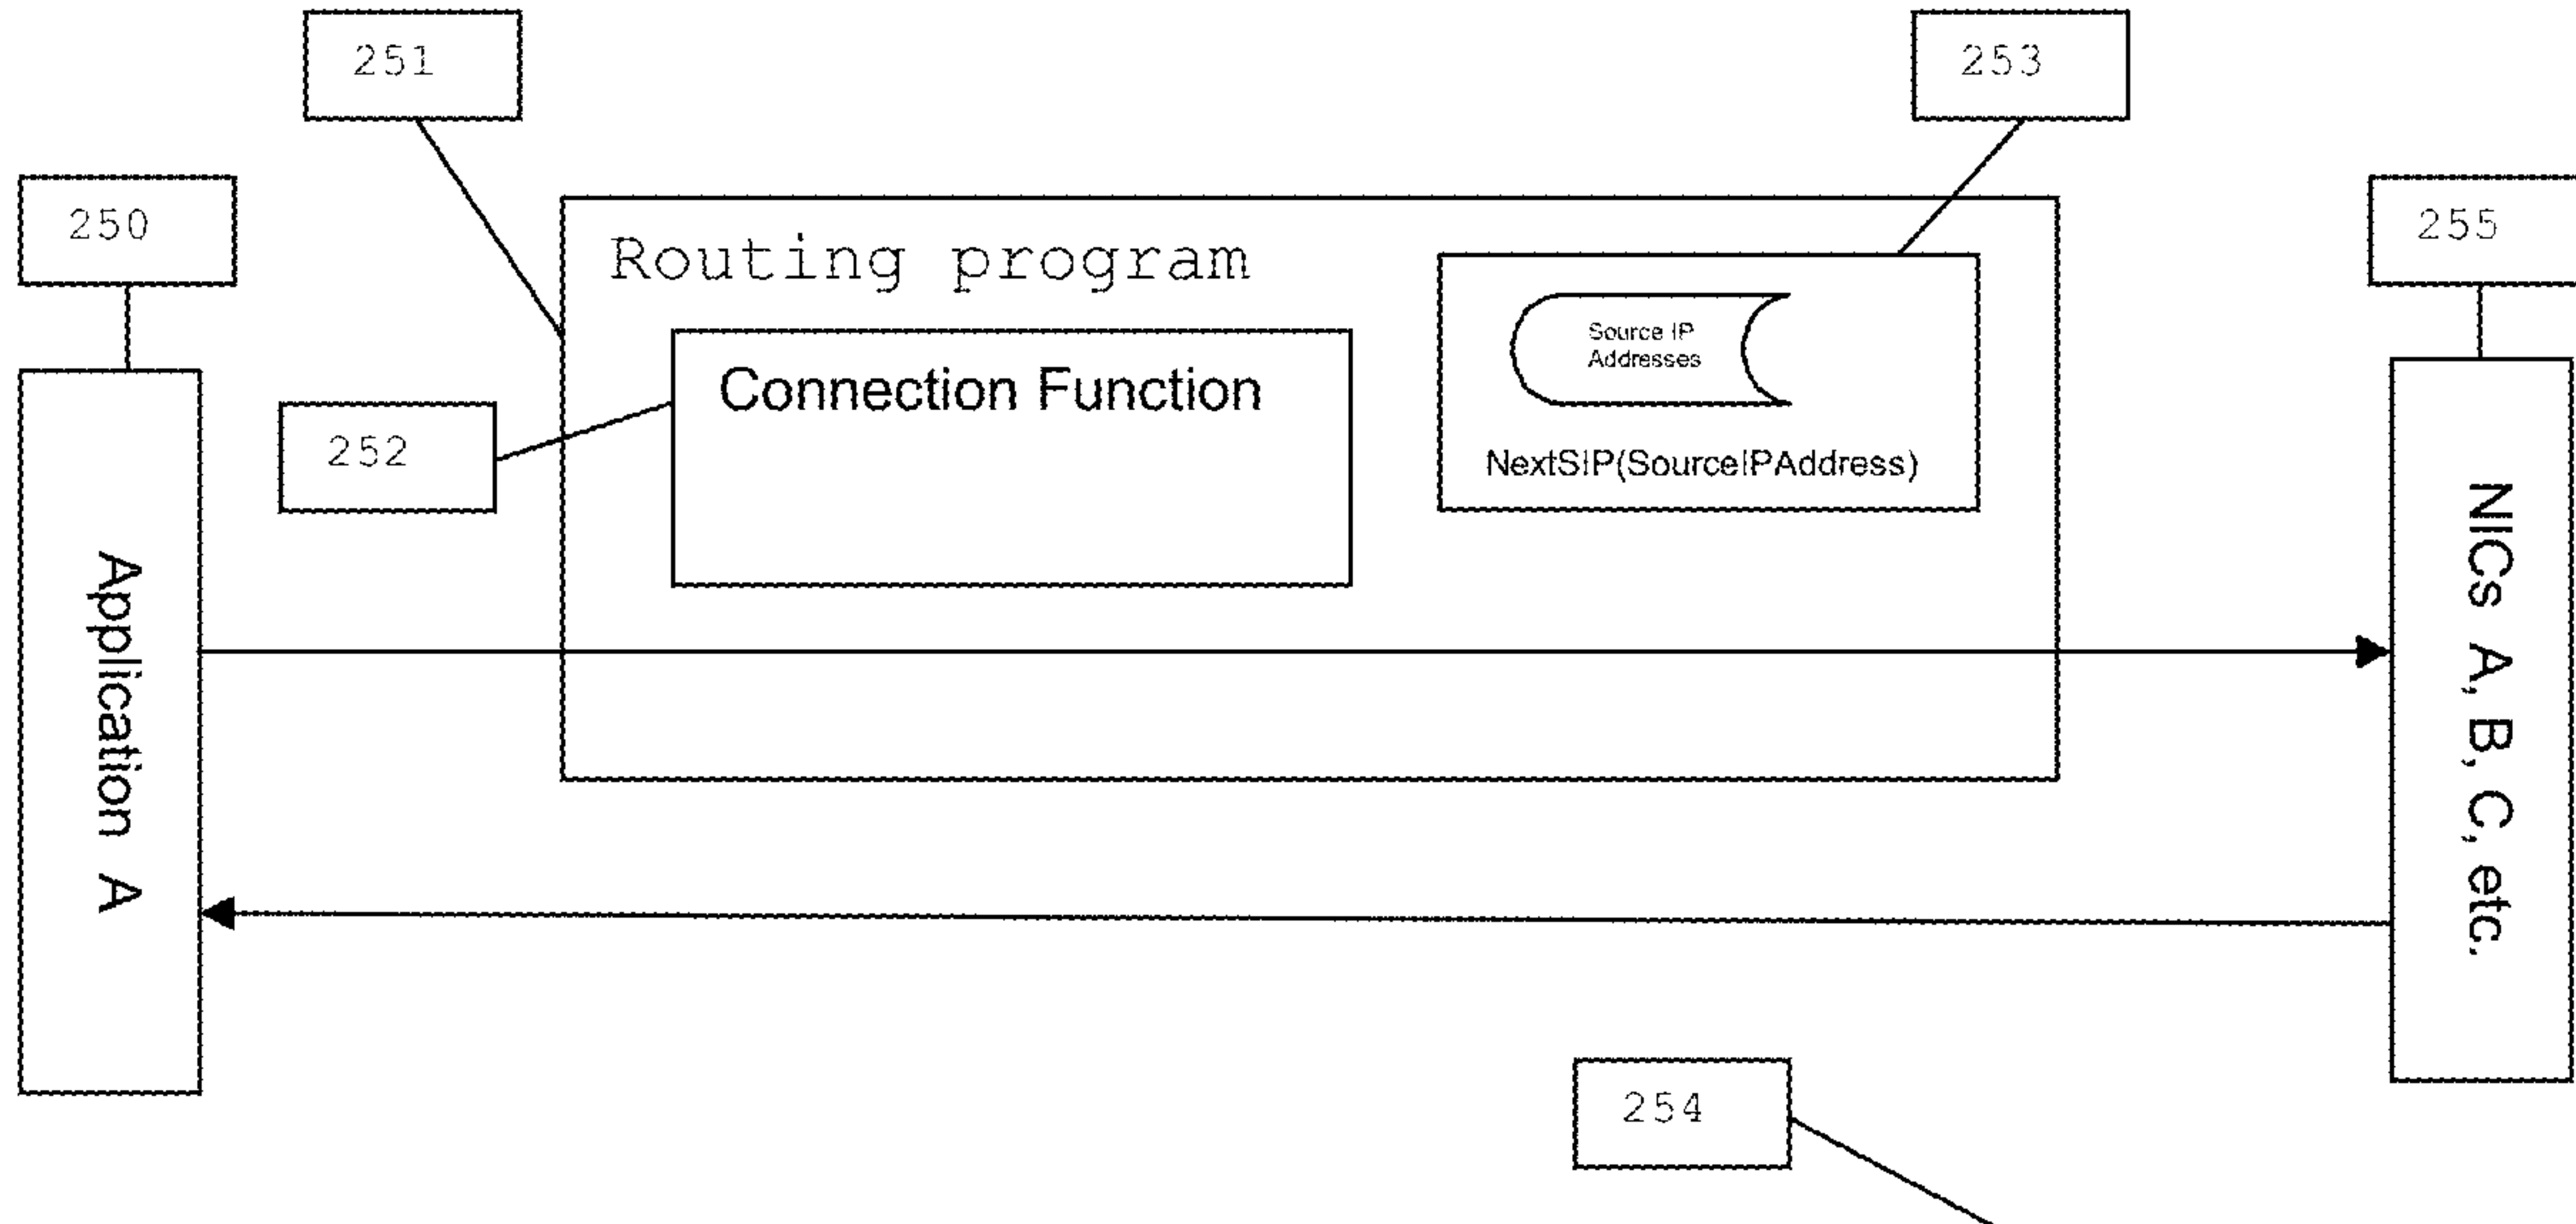 251
253
250
255
Routing program
Source IP
Addresses
Connection Function
252
NextSIP(SourceIPAddress)
Application A
NICs A, B, C, etc.
254